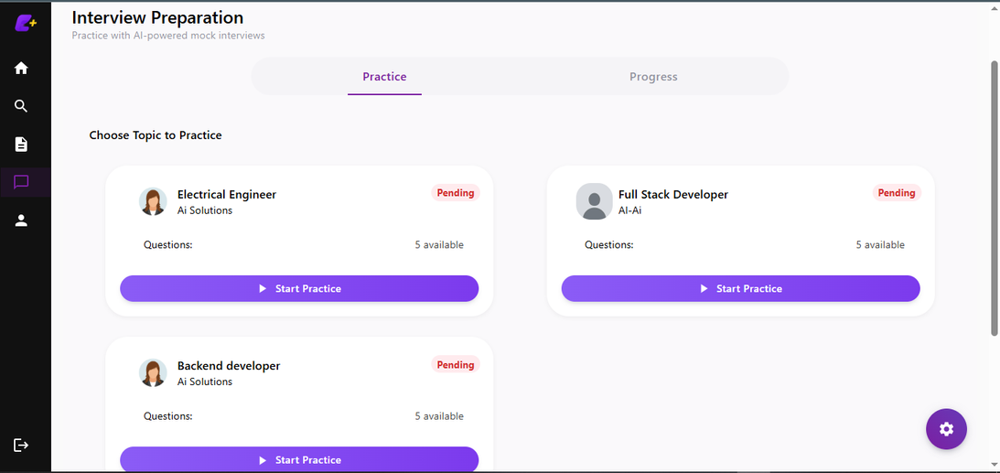 Interview Preparation
Practice with AI-powered mock interviews
Practice
Progress
Choose Topic to Practice
Electrical Engineer
Pending
Ai Solutions
Questions:
5 available
Start Practice
Full Stack Developer
Pending
AI-Ai
Questions:
5 available
Start Practice
Backend developer
Pending
Ai Solutions
Questions:
5 available
Start Practice